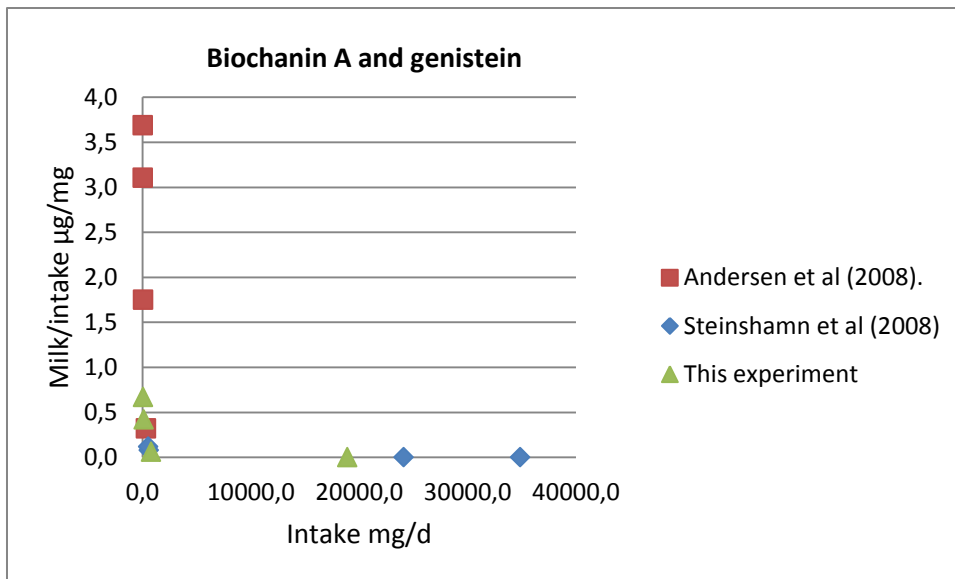 Biochanin A and genistein
4,0
3,5
3,0
2,5
2,0
1,5
1,0
0,5
0,0
Milk/intake µg/mg
0,0 10000,0 20000,0 30000,0 40000,0
Intake mg/d
Andersen et al (2008).
Steinshamn et al (2008)
This experiment